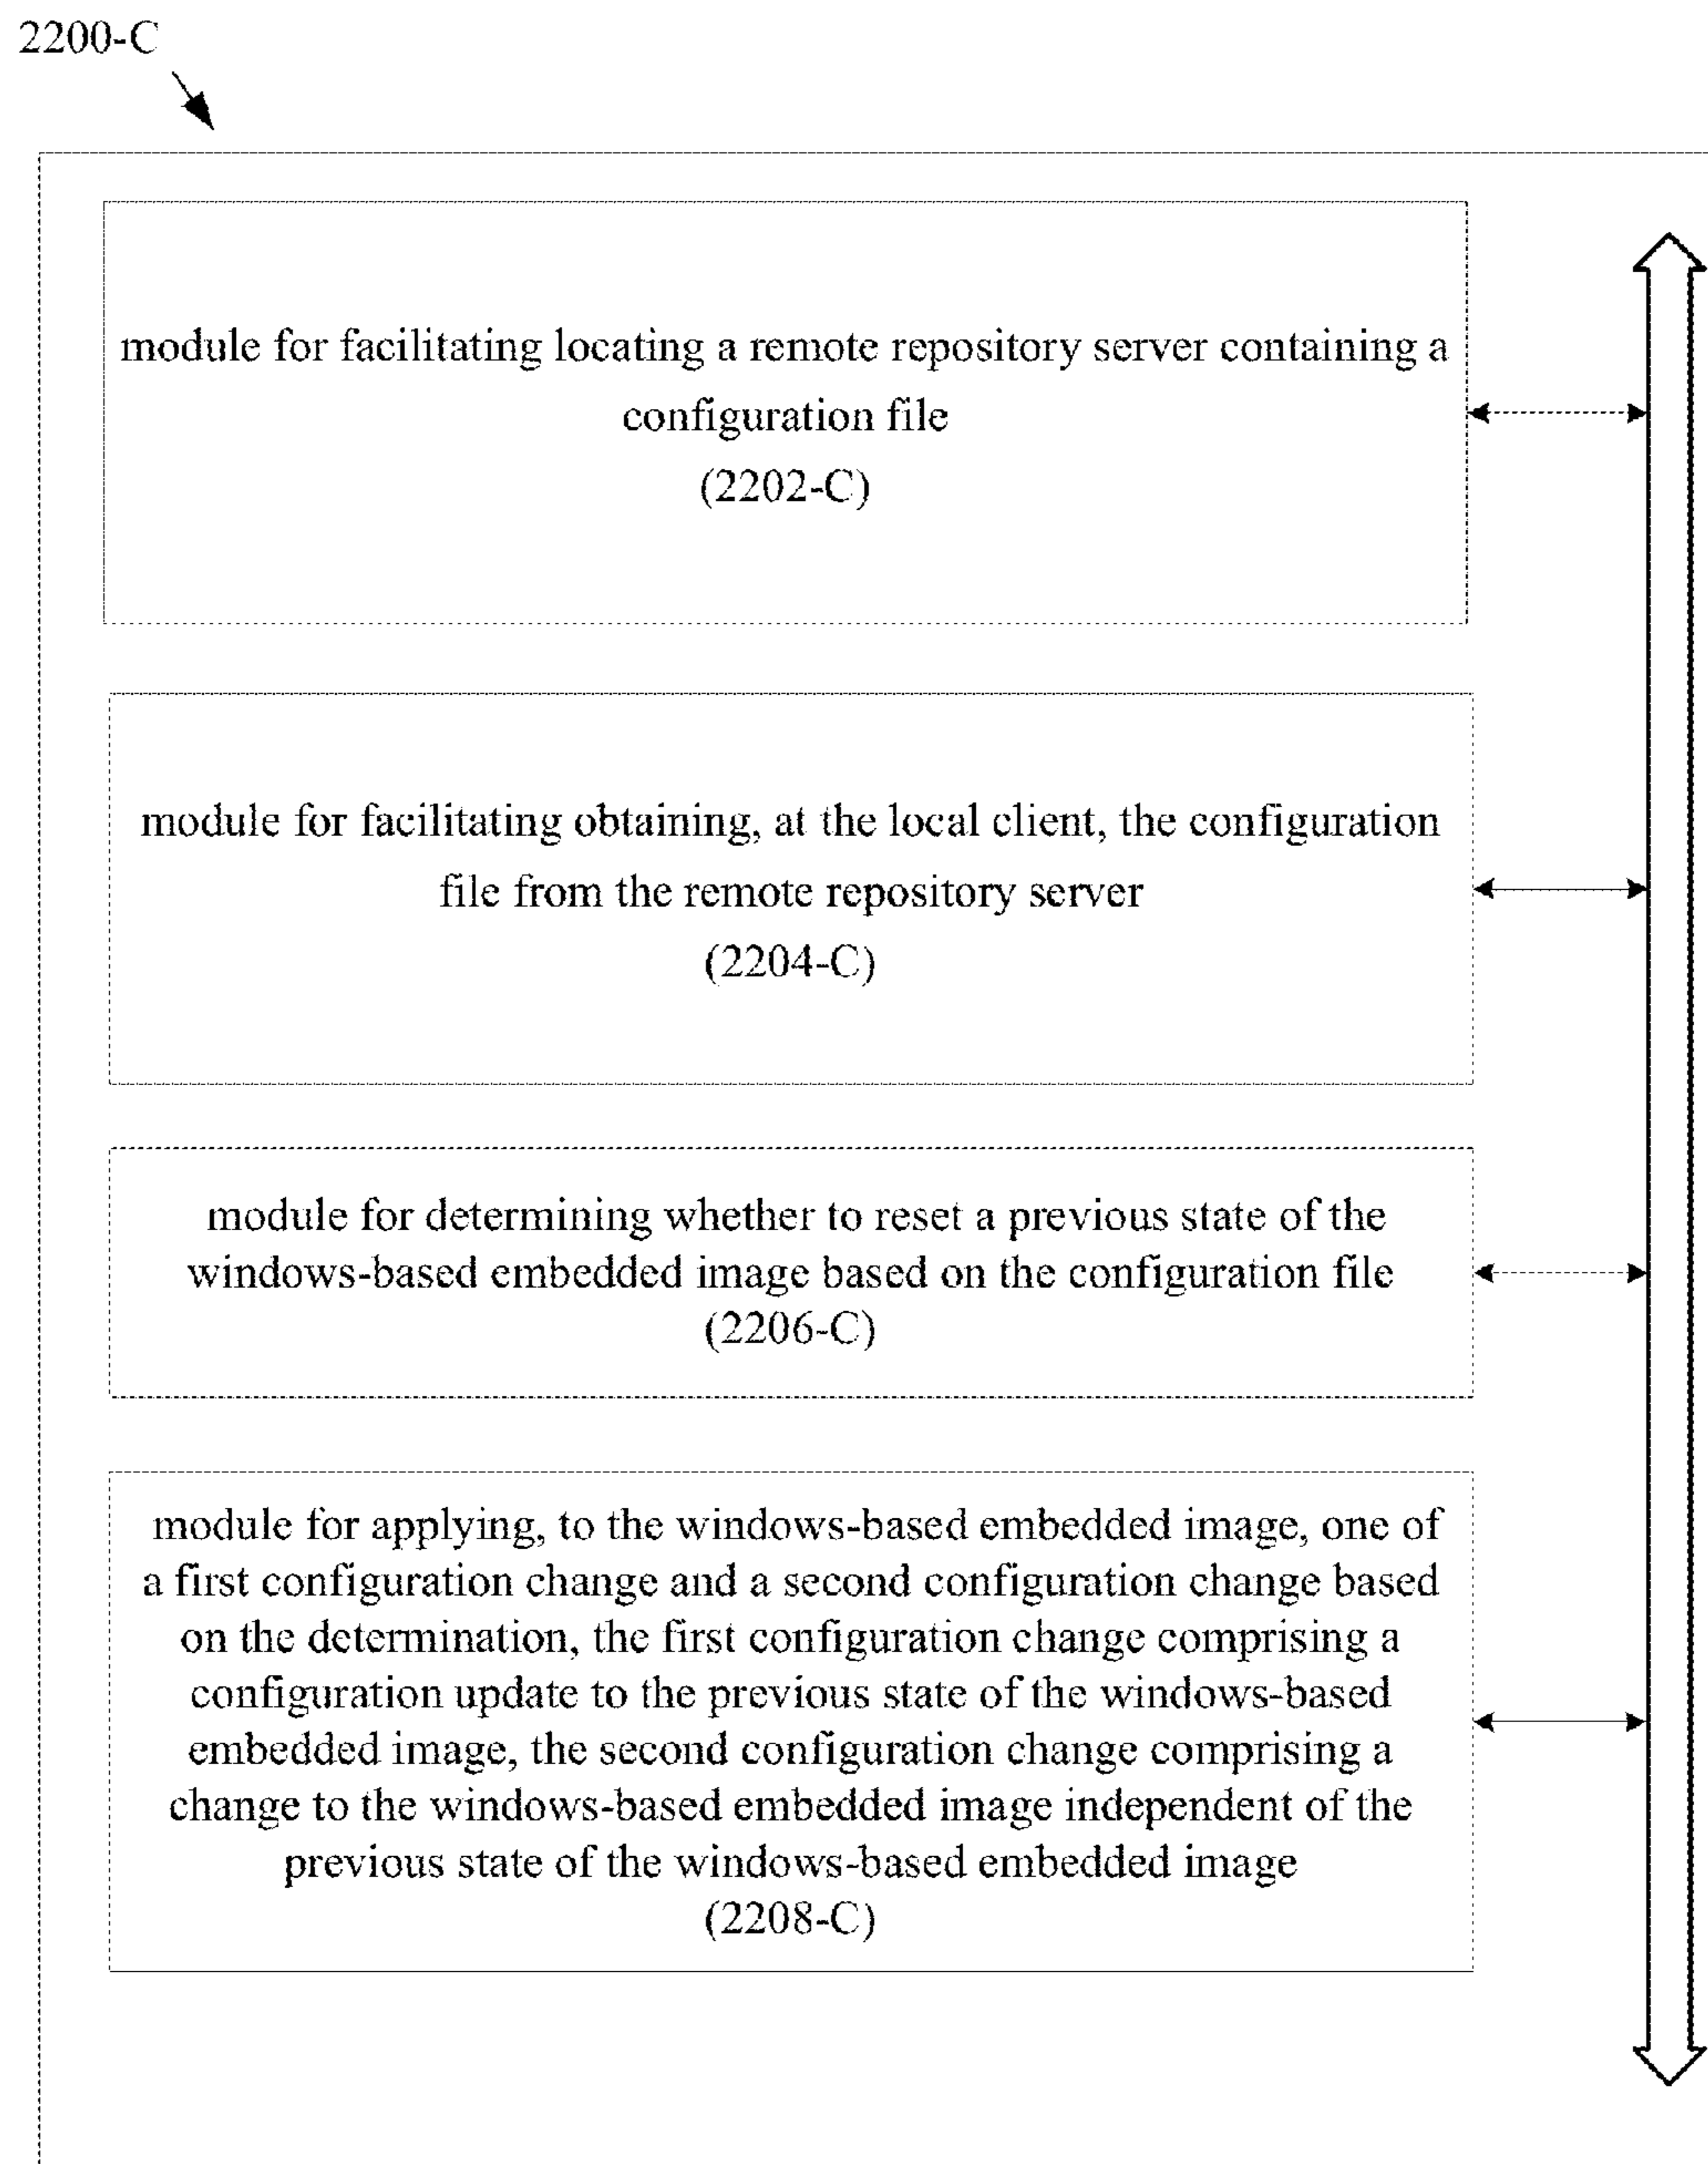 2200-C
module for facilitating locating a remote repository server containing a
configuration file
(2202-C)
module for facilitating obtaining, at the local client, the configuration
file from the remote repository server
(2204-C)
module for determining whether to reset a previous state of the
windows-based embedded image based on the configuration file
(2206-C)
module for applying, to the windows-based embedded image, one of
a first configuration change and a second configuration change based
on the determination, the first configuration change comprising a
configuration update to the previous state of the windows-based
embedded image, the second configuration change comprising a
change to the windows-based embedded image independent of the
previous state of the windows-based embedded image
(2208-C)